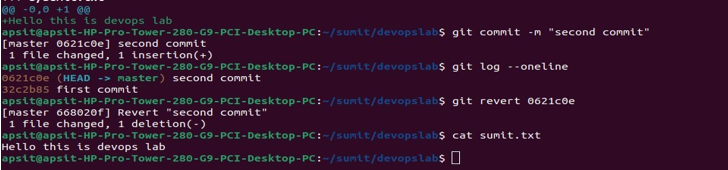 @@ -0,0 +1 @@
+Hello this is devops lab
apsit@apsit-HP-Pro-Tower-280-G9-PCI-Desktop-PC:~/sumit/devopslab$ git commit -m "second commit"
[master 0621c0e] second commit
 1 file changed, 1 insertion(+)
apsit@apsit-HP-Pro-Tower-280-G9-PCI-Desktop-PC:~/sumit/devopslab$ git log --oneline
0621c0e (HEAD -> master) second commit
32c2b85 first commit
apsit@apsit-HP-Pro-Tower-280-G9-PCI-Desktop-PC:~/sumit/devopslab$ git revert 0621c0e
[master 668020f] Revert "second commit"
 1 file changed, 1 deletion(-)
apsit@apsit-HP-Pro-Tower-280-G9-PCI-Desktop-PC:~/sumit/devopslab$ cat sumit.txt
Hello this is devops lab
apsit@apsit-HP-Pro-Tower-280-G9-PCI-Desktop-PC:~/sumit/devopslab$